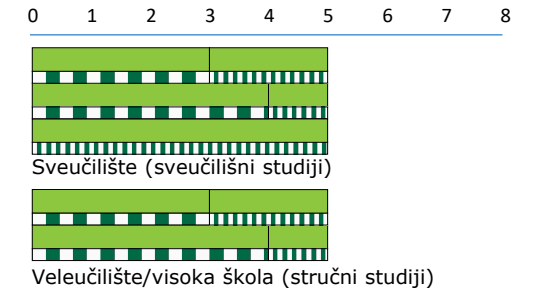 0 1 2 3 4 5 6 7 8
Sveučilište (sveučilišni studiji)
Veleučilište/visoka škola (stručni studiji)